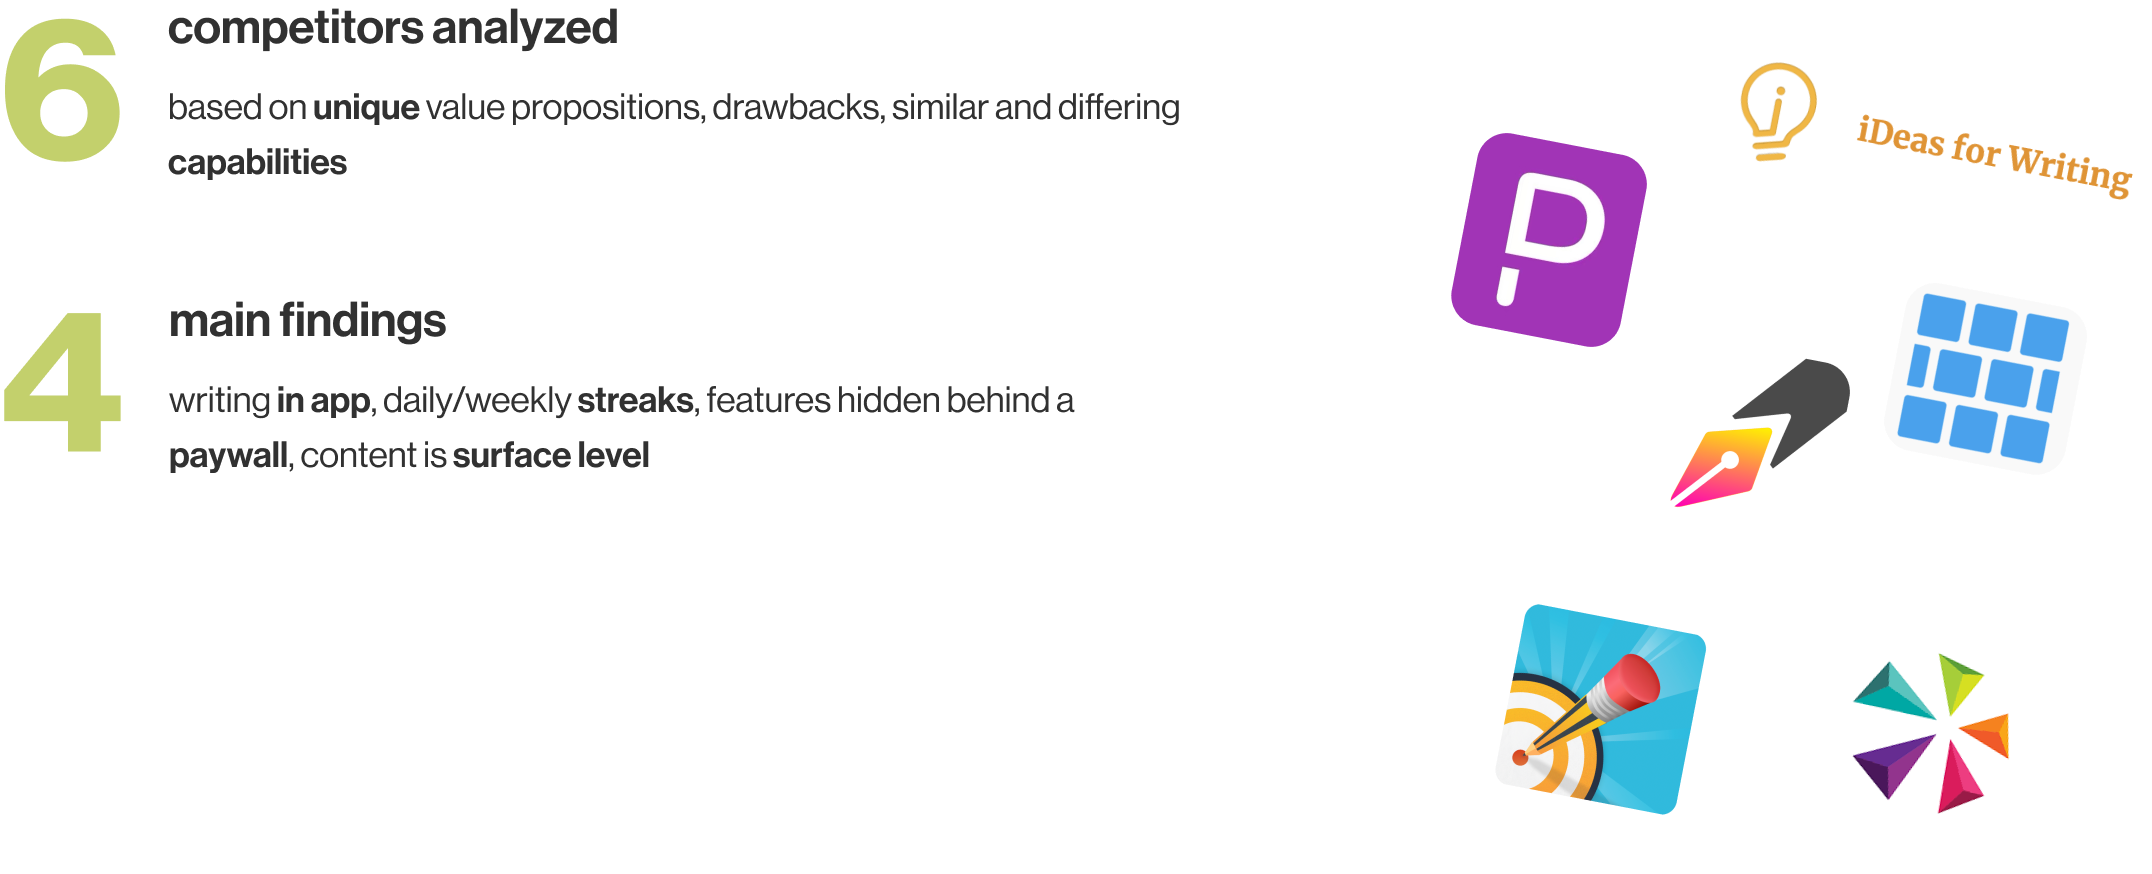 6
competitors analyzed
based on unique value propositions, drawbacks, similar and differing
capabilities
4
main findings
writing in app, daily/weekly streaks, features hidden behind a
paywall, content is surface level
iDeas for Writing
P